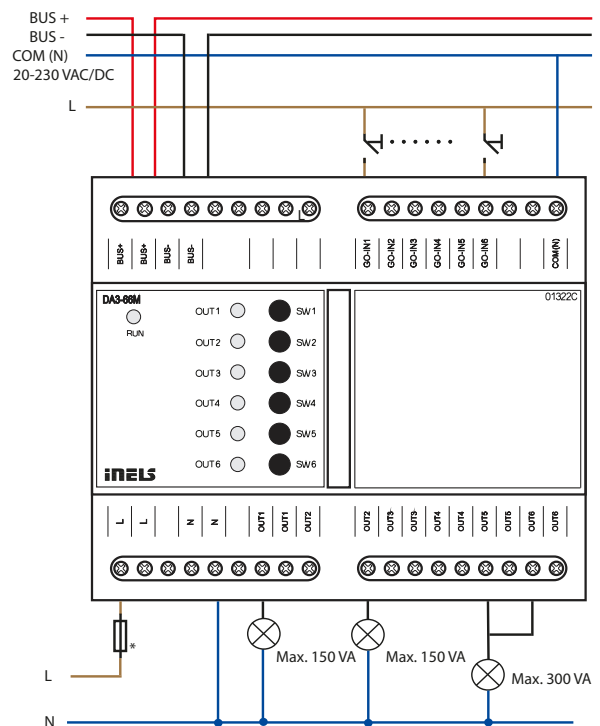 BUS +
BUS -
COM (N)
20-230 VAC/DC
L
L
BUS+ BUS+ BUS- BUS-
GO-IN1 GO-IN2 GO-IN3 GO-IN4 GO-IN5 GO-IN6 COM(N)
DA3-66M
RUN
01322C
OUT1 SW1
OUT2 SW2
OUT3 SW3
OUT4 SW4
OUT5 SW5
OUT6 SW6
iNELS
L L N N OUT1 OUT1 OUT2
OUT2 OUT3 OUT3 OUT4 OUT4 OUT5 OUT5 OUT6 OUT6
*
Max. 150 VA
Max. 150 VA
Max. 300 VA
L
N